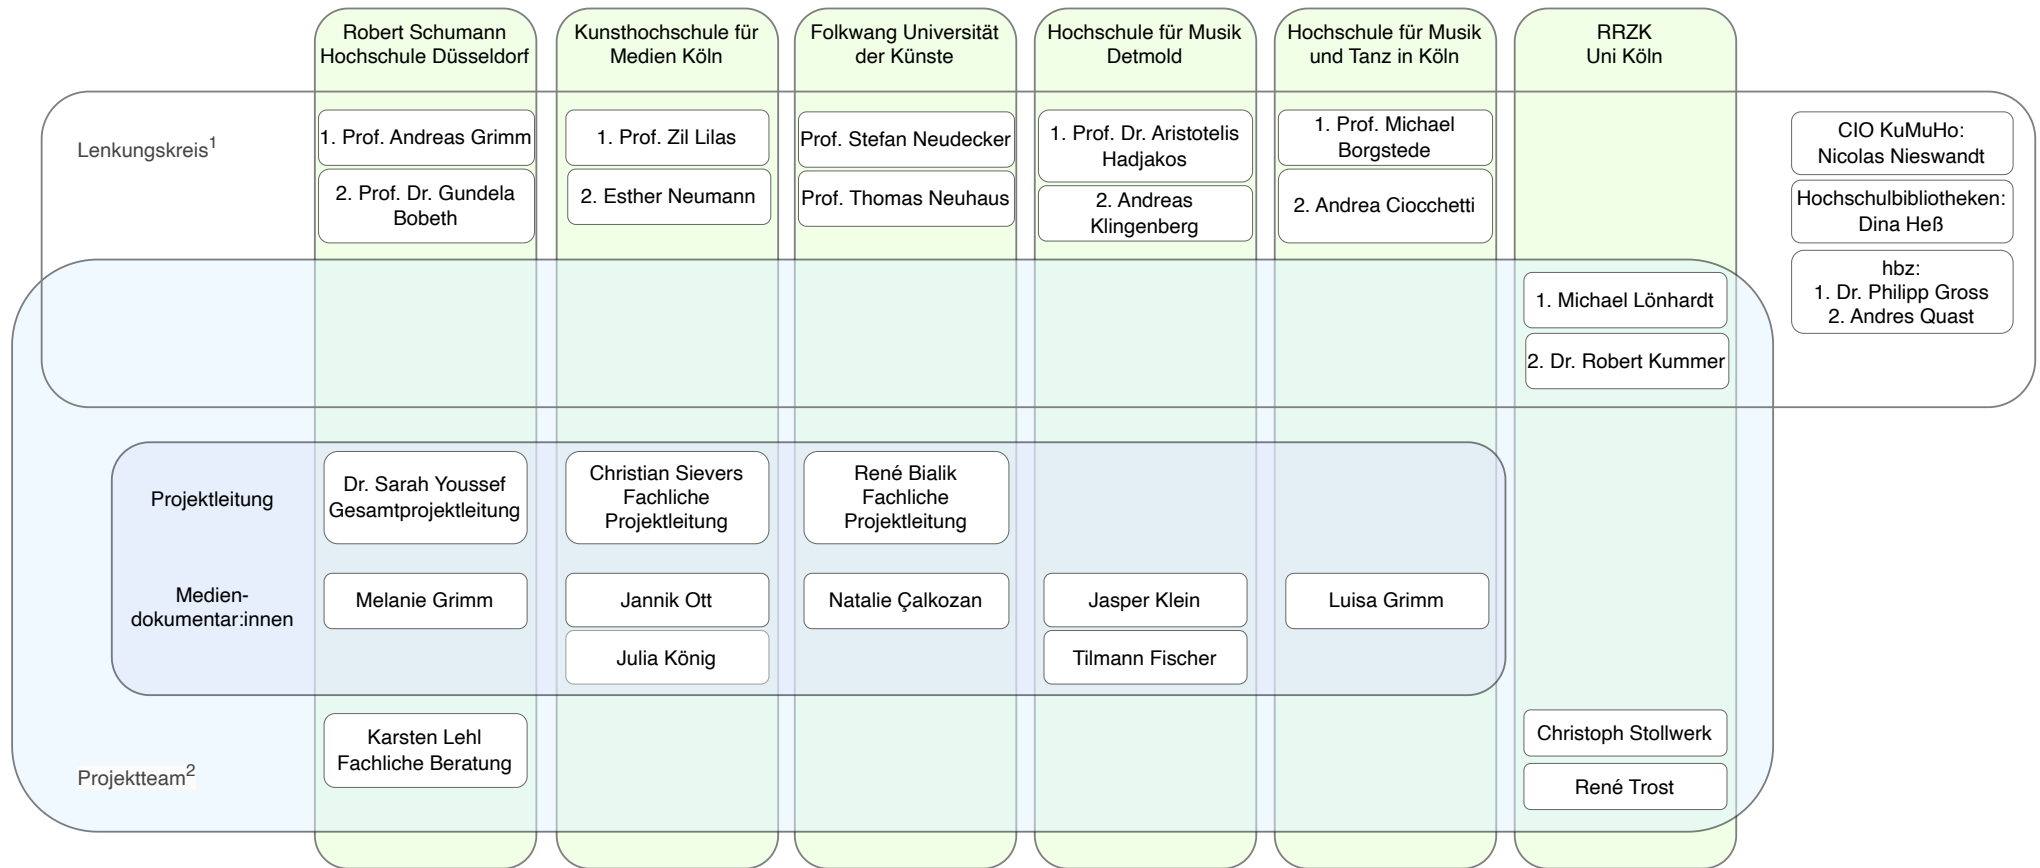 Robert Schumann
Hochschule Düsseldorf
Kunsthochschule für
Medien Köln
Folkwang Universität
der Künste
Hochschule für Musik
Detmold
Hochschule für Musik
und Tanz in Köln
RRZK
Uni Köln
Lenkungskreis¹
1. Prof. Andreas Grimm
2. Prof. Dr. Gundela
Bobeth
1. Prof. Zil Lilas
2. Esther Neumann
Prof. Stefan Neudecker
Prof. Thomas Neuhaus
1. Prof. Dr. Aristotelis
Hadjakos
2. Andreas
Klingenberg
1. Prof. Michael
Borgstede
2. Andrea Ciocchetti
CIO KuMuHo:
Nicolas Nieswandt
Hochschulbibliotheken:
Dina Heß
hbz:
1. Dr. Philipp Gross
2. Andres Quast
1. Michael Lönhardt
2. Dr. Robert Kummer
Projektleitung
Dr. Sarah Youssef
Gesamtprojektleitung
Christian Sievers
Fachliche
Projektleitung
René Bialik
Fachliche
Projektleitung
Medien-
dokumentar:innen
Melanie Grimm
Jannik Ott
Julia König
Natalie Çalkozan
Jasper Klein
Tilmann Fischer
Luisa Grimm
Projektteam²
Karsten Lehl
Fachliche Beratung
Christoph Stollwerk
René Trost